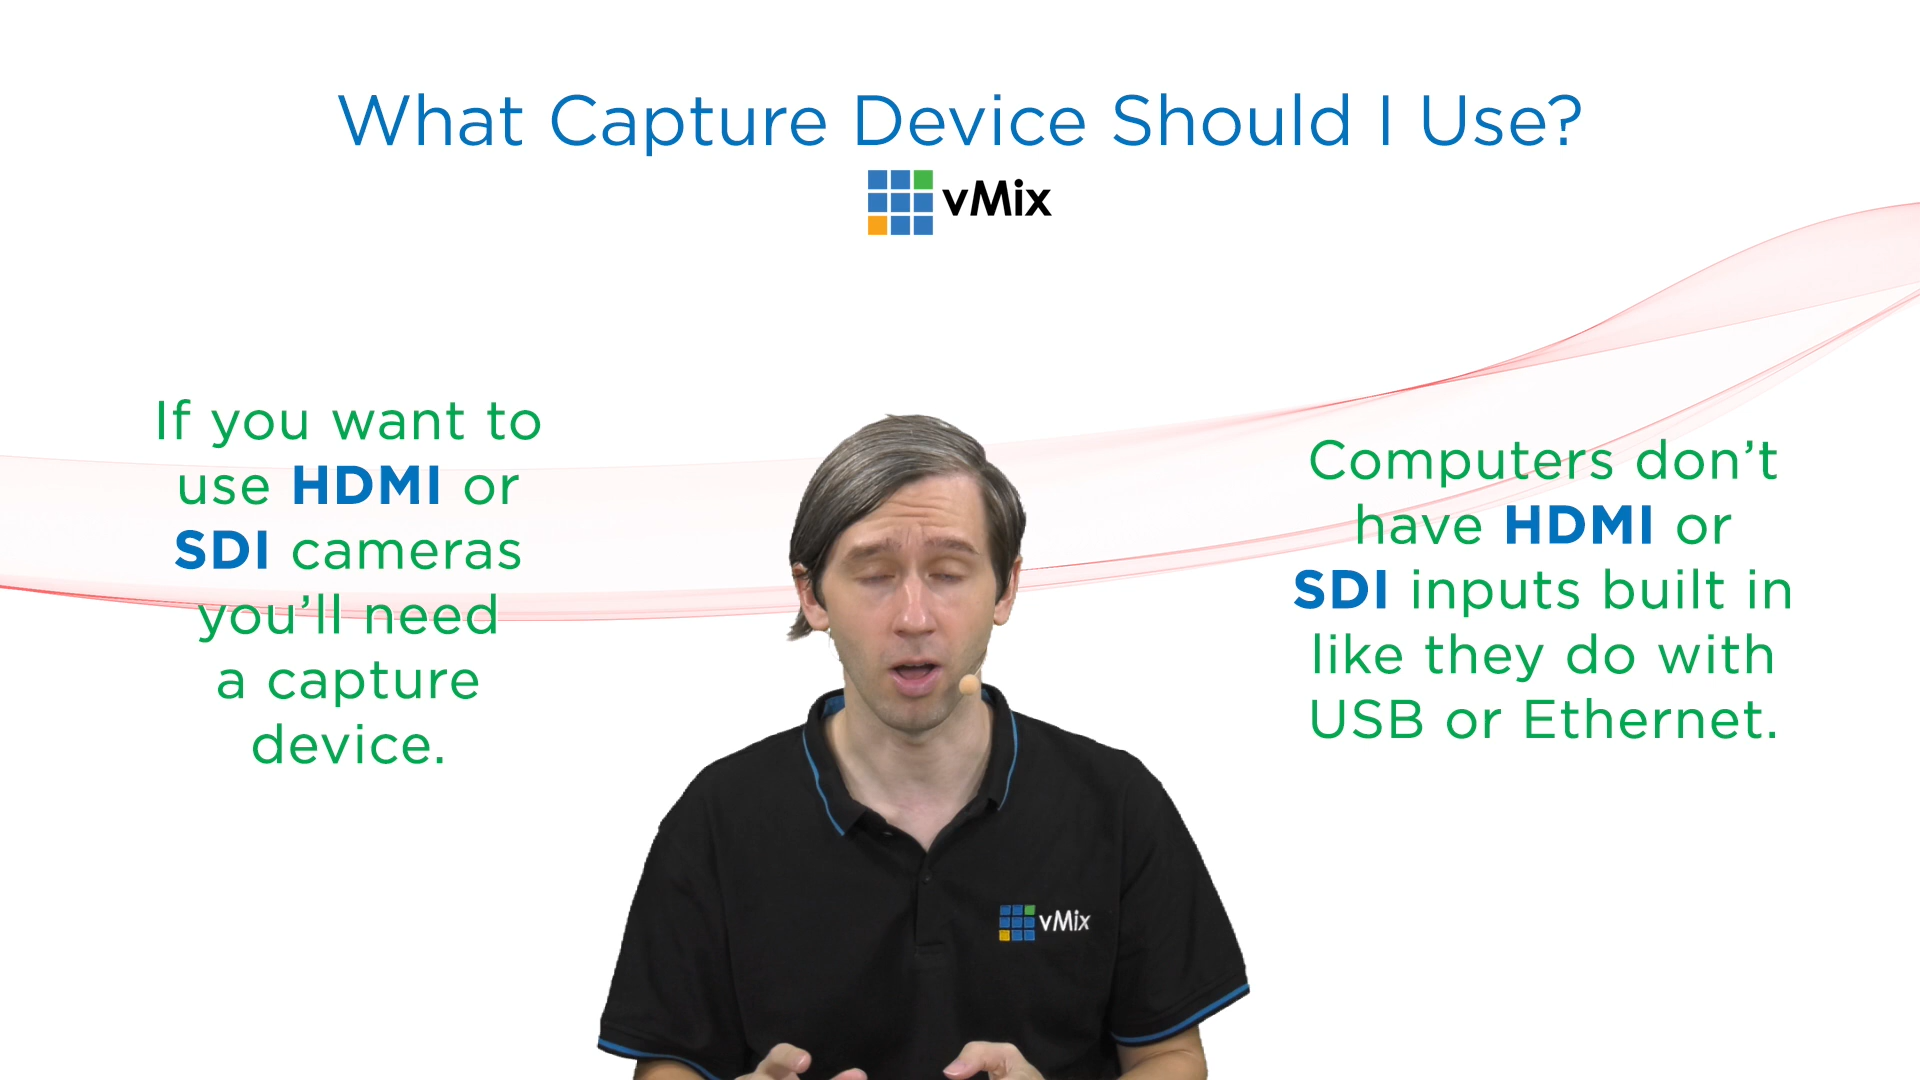 What Capture Device Should I Use?
vMix
If you want to
use HDMI or
SDI cameras
you’ll need
a capture
device.
Computers don’t
have HDMI or
SDI inputs built in
like they do with
USB or Ethernet.
vMix